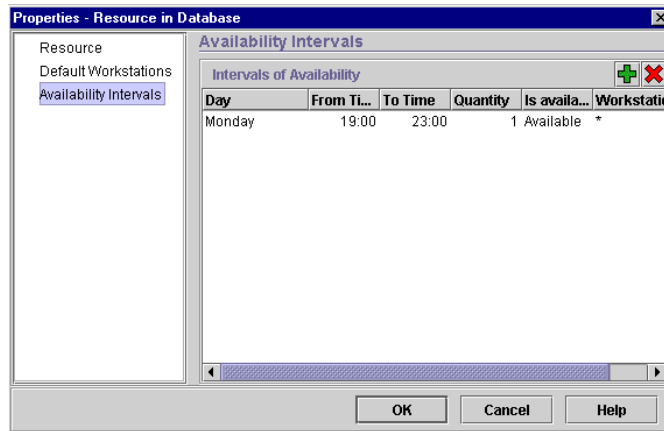 Properties - Resource in Database
Resource
Default Workstations
Availability Intervals
Availability Intervals
Intervals of Availability
Day From Ti... To Time Quantity Is availa... Workstatio
Monday 19:00 23:00 1 Available *
OK Cancel Help